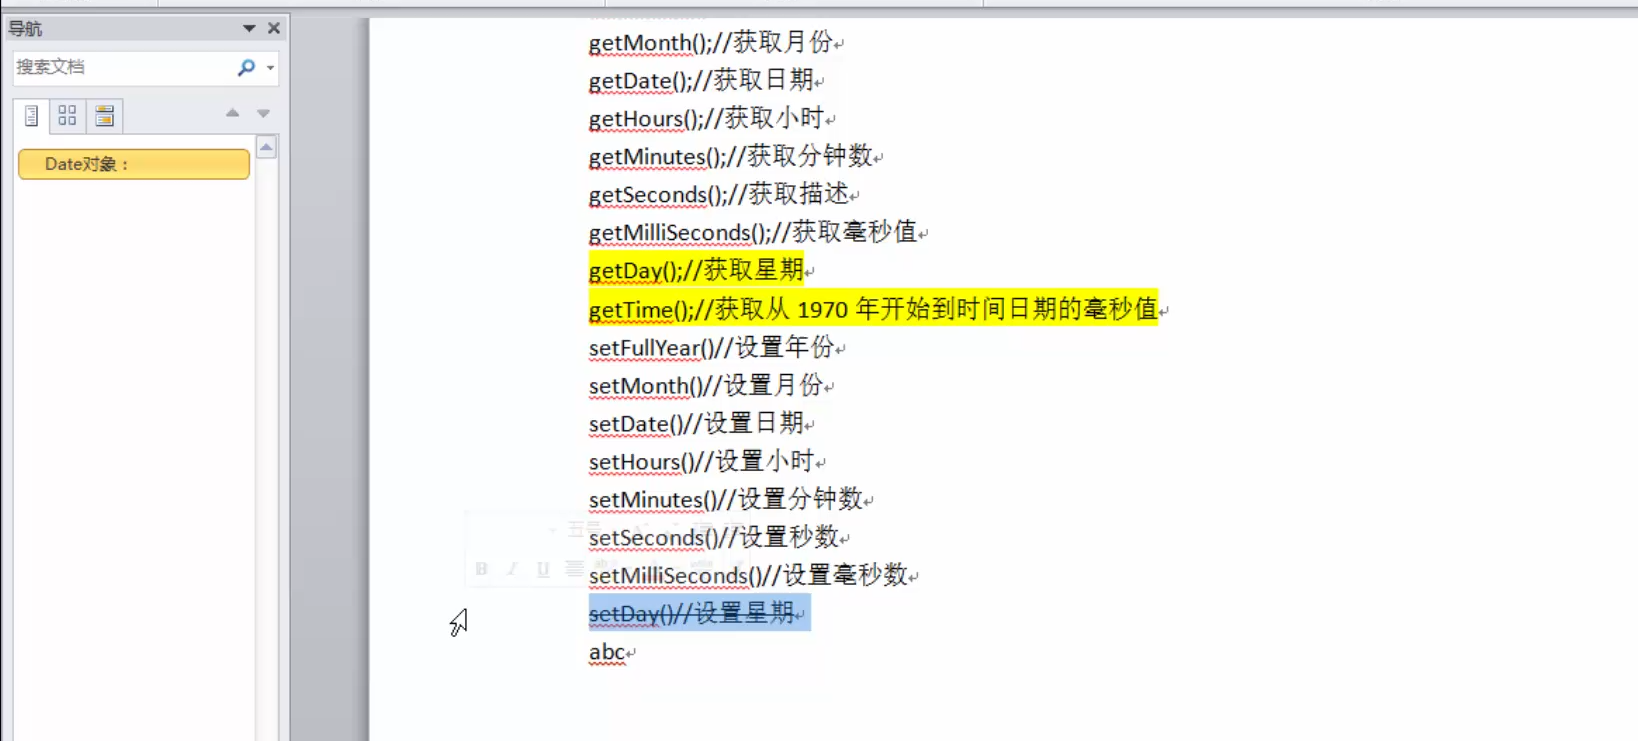 导航
搜索文档
Date对象：
getMonth();//获取月份
getDate();//获取日期
getHours();//获取小时
getMinutes();//获取分钟数
getSeconds();//获取描述
getMilliSeconds();//获取毫秒值
getDay();//获取星期
getTime();//获取从 1970 年开始到时间日期的毫秒值
setFullYear()//设置年份
setMonth()//设置月份
setDate()//设置日期
setHours()//设置小时
setMinutes()//设置分钟数
五号
setSeconds()//设置秒数
B I U
setMilliSeconds()//设置毫秒数
setDay()//设置星期
abc